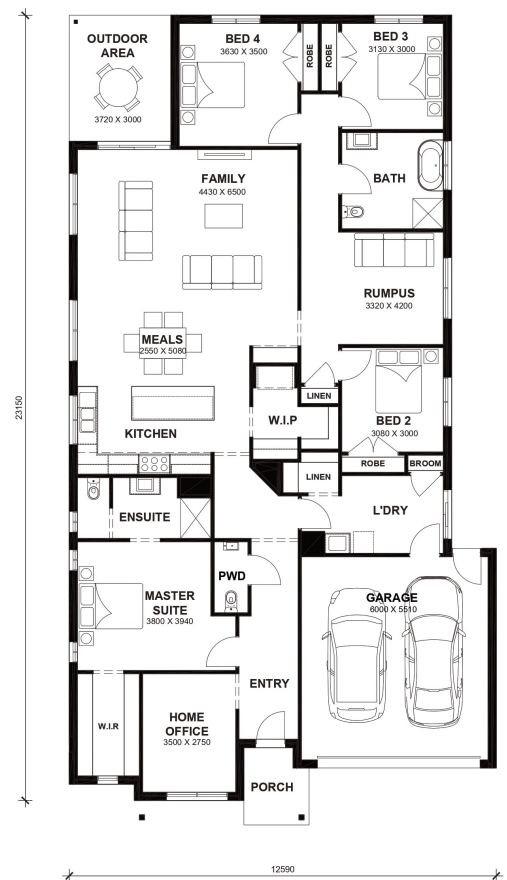 OUTDOOR
AREA
3720 X 3000
BED 4
3630 X 3500
ROBE
ROBE
BED 3
3130 X 3000
BATH
FAMILY
4430 X 6500
RUMPUS
3320 X 4200
MEALS
2550 X 5080
LINEN
W.I.P
BED 2
3080 X 3000
KITCHEN
ROBE
BROOM
LINEN
ENSUITE
L'DRY
PWD
MASTER
SUITE
3800 X 3940
GARAGE
6000 X 5510
ENTRY
W.I.R
HOME
OFFICE
3500 X 2750
PORCH
23150
12590